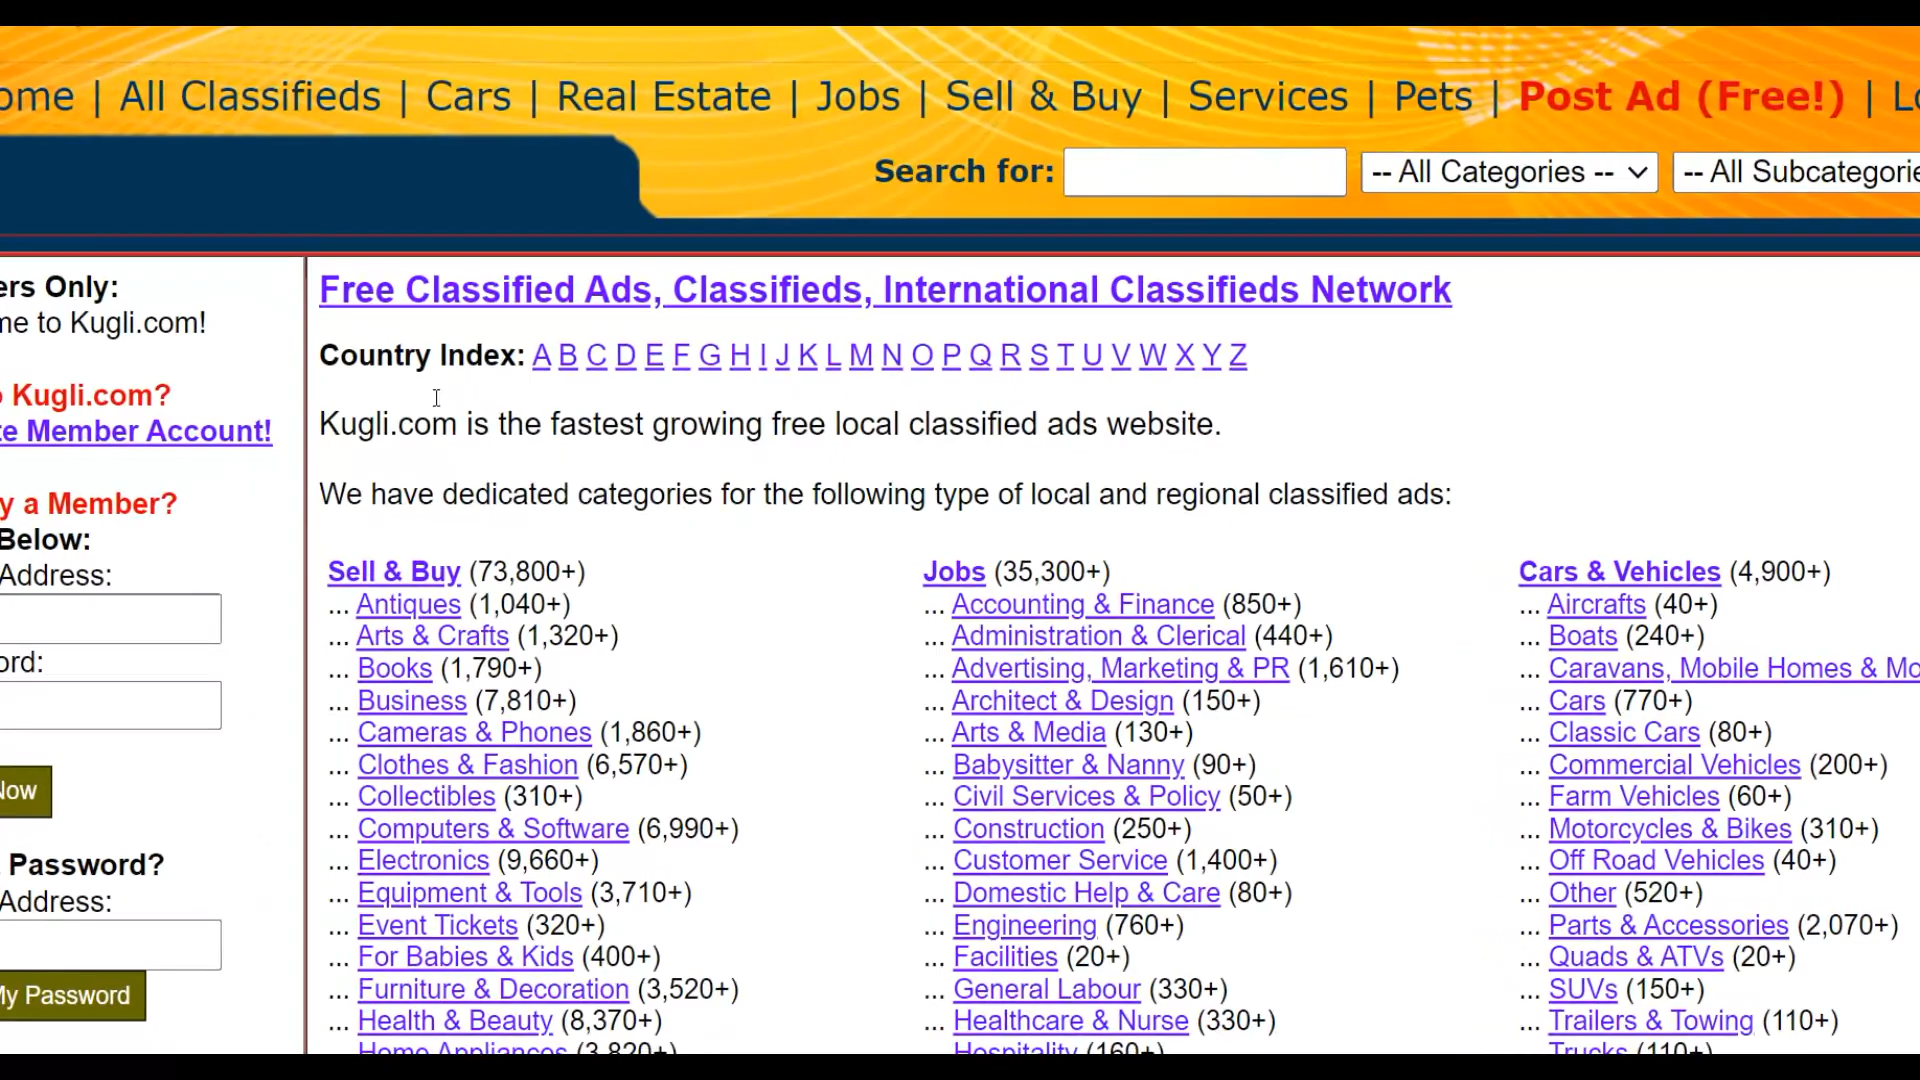 ome | All Classifieds | Cars | Real Estate | Jobs | Sell & Buy | Services | Pets | Post Ad (Free!) | Lo
Search for: -- All Categories -- -- All Subcategorie
ers Only:
me to Kugli.com!
o Kugli.com?
te Member Account!
y a Member?
Below:
Address:
ord:
Now
Password?
Address:
My Password
Free Classified Ads, Classifieds, International Classifieds Network
Country Index: A B C D E F G H I J K L M N O P Q R S T U V W X Y Z
Kugli.com is the fastest growing free local classified ads website.
We have dedicated categories for the following type of local and regional classified ads:
Sell & Buy (73,800+)
... Antiques (1,040+)
... Arts & Crafts (1,320+)
... Books (1,790+)
... Business (7,810+)
... Cameras & Phones (1,860+)
... Clothes & Fashion (6,570+)
... Collectibles (310+)
... Computers & Software (6,990+)
... Electronics (9,660+)
... Equipment & Tools (3,710+)
... Event Tickets (320+)
... For Babies & Kids (400+)
... Furniture & Decoration (3,520+)
... Health & Beauty (8,370+)
... Home Appliances (3,820+)
Jobs (35,300+)
... Accounting & Finance (850+)
... Administration & Clerical (440+)
... Advertising, Marketing & PR (1,610+)
... Architect & Design (150+)
... Arts & Media (130+)
... Babysitter & Nanny (90+)
... Civil Services & Policy (50+)
... Construction (250+)
... Customer Service (1,400+)
... Domestic Help & Care (80+)
... Engineering (760+)
... Facilities (20+)
... General Labour (330+)
... Healthcare & Nurse (330+)
... Hospitality (160+)
Cars & Vehicles (4,900+)
... Aircrafts (40+)
... Boats (240+)
... Caravans, Mobile Homes & Mo
... Cars (770+)
... Classic Cars (80+)
... Commercial Vehicles (200+)
... Farm Vehicles (60+)
... Motorcycles & Bikes (310+)
... Off Road Vehicles (40+)
... Other (520+)
... Parts & Accessories (2,070+)
... Quads & ATVs (20+)
... SUVs (150+)
... Trailers & Towing (110+)
... Trucks (110+)